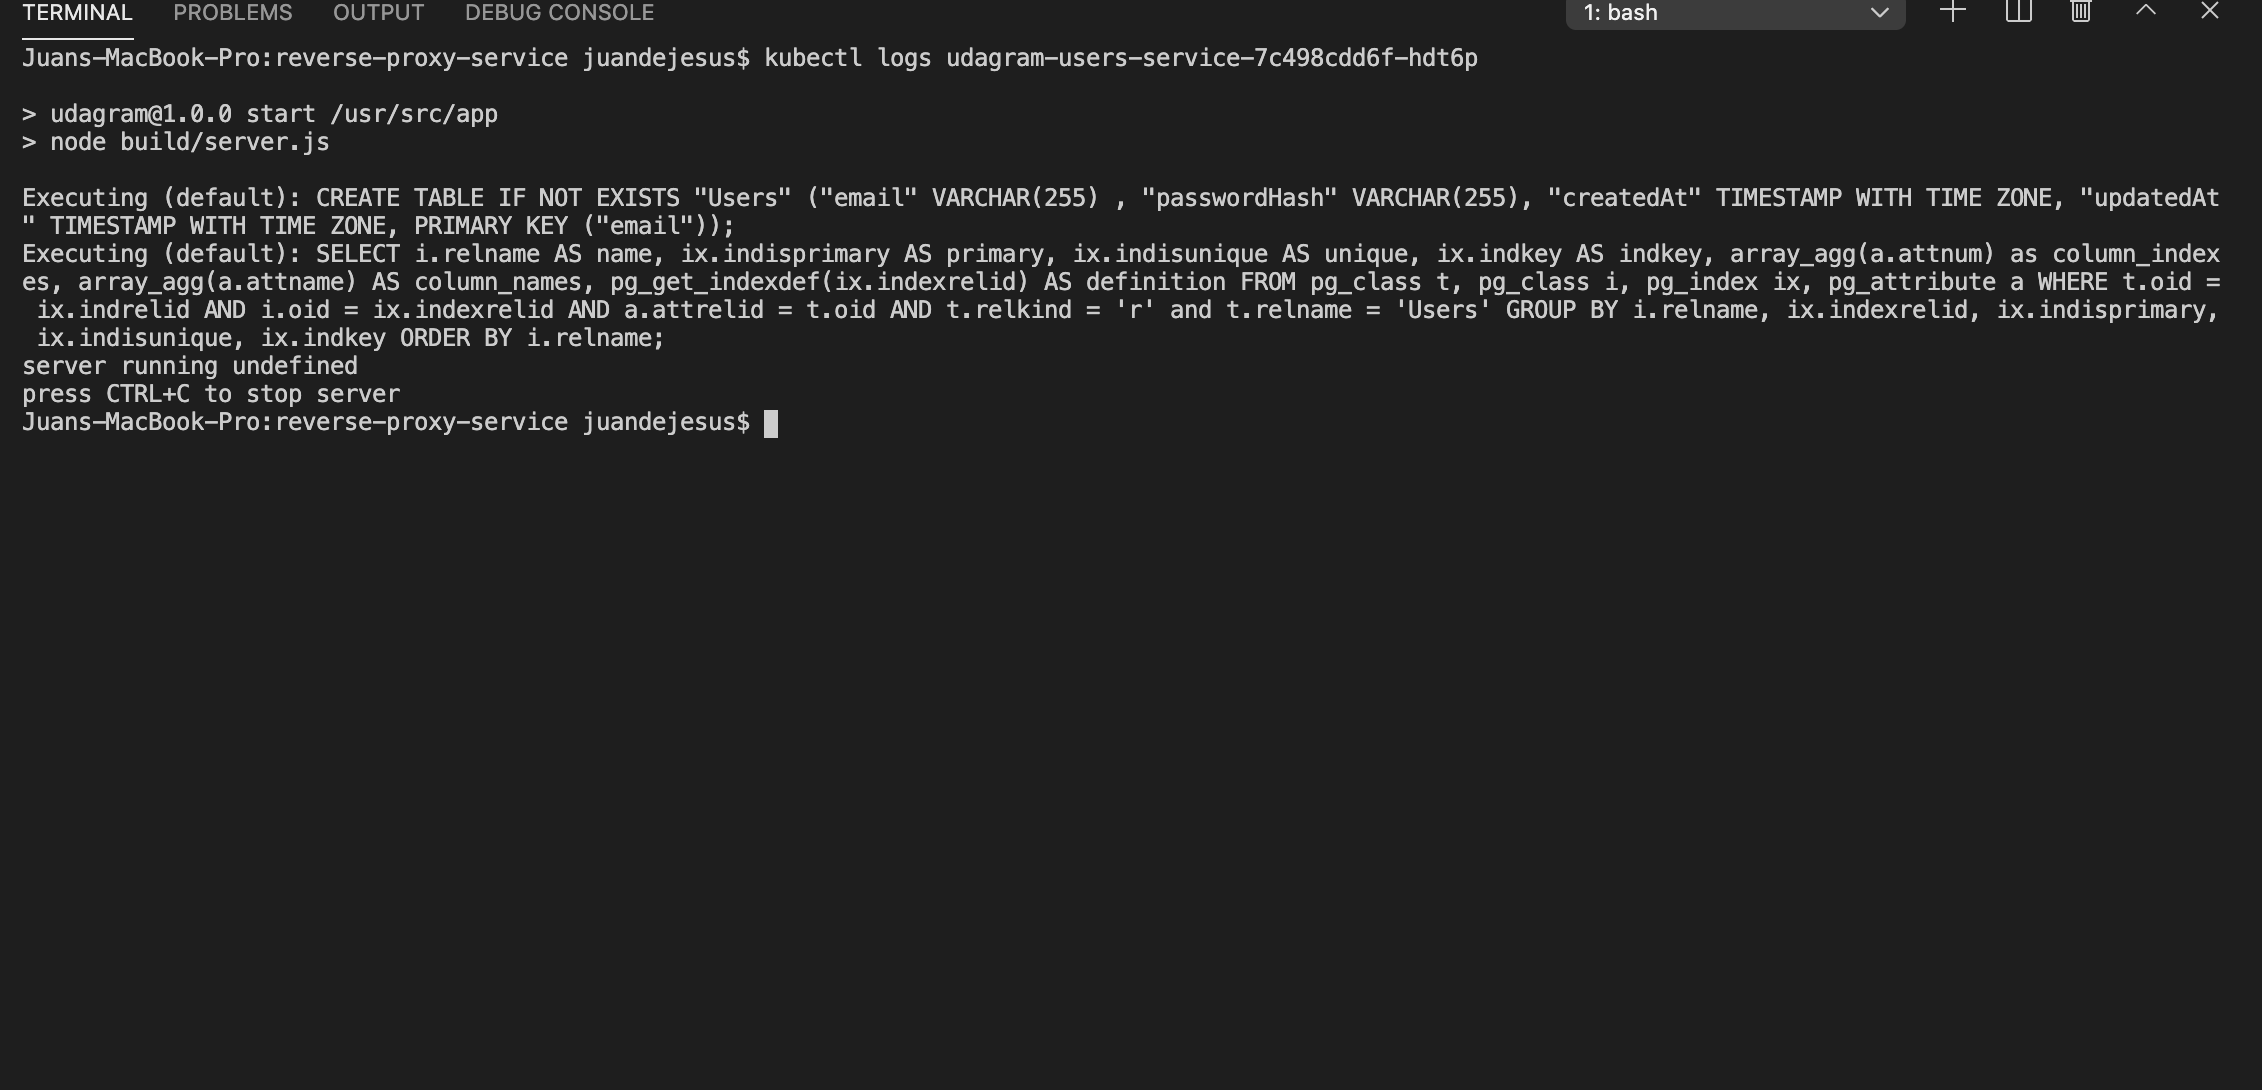 TERMINAL PROBLEMS OUTPUT DEBUG CONSOLE 1: bash
Juans-MacBook-Pro:reverse-proxy-service juandejesus$ kubectl logs udagram-users-service-7c498cdd6f-hdt6p
> udagram@1.0.0 start /usr/src/app
> node build/server.js
Executing (default): CREATE TABLE IF NOT EXISTS "Users" ("email" VARCHAR(255) , "passwordHash" VARCHAR(255), "createdAt" TIMESTAMP WITH TIME ZONE, "updatedAt
" TIMESTAMP WITH TIME ZONE, PRIMARY KEY ("email"));
Executing (default): SELECT i.relname AS name, ix.indisprimary AS primary, ix.indisunique AS unique, ix.indkey AS indkey, array_agg(a.attnum) as column_index
es, array_agg(a.attname) AS column_names, pg_get_indexdef(ix.indexrelid) AS definition FROM pg_class t, pg_class i, pg_index ix, pg_attribute a WHERE t.oid =
ix.indrelid AND i.oid = ix.indexrelid AND a.attrelid = t.oid AND t.relkind = 'r' and t.relname = 'Users' GROUP BY i.relname, ix.indexrelid, ix.indisprimary,
ix.indisunique, ix.indkey ORDER BY i.relname;
server running undefined
press CTRL+C to stop server
Juans-MacBook-Pro:reverse-proxy-service juandejesus$